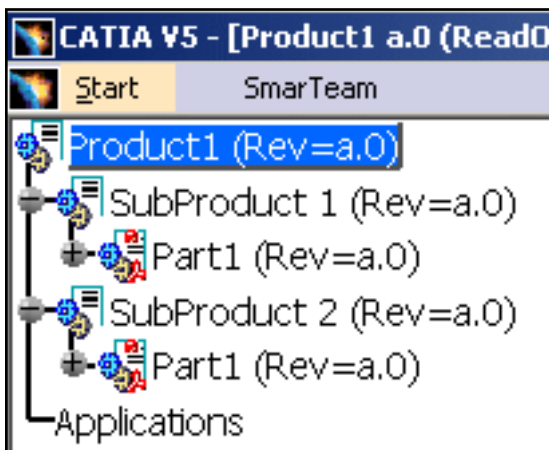 CATIA V5 - [Product1 a.0 (ReadO
Start SmarTeam
Product1 (Rev=a.0)
SubProduct 1 (Rev=a.0)
Part1 (Rev=a.0)
SubProduct 2 (Rev=a.0)
Part1 (Rev=a.0)
Applications